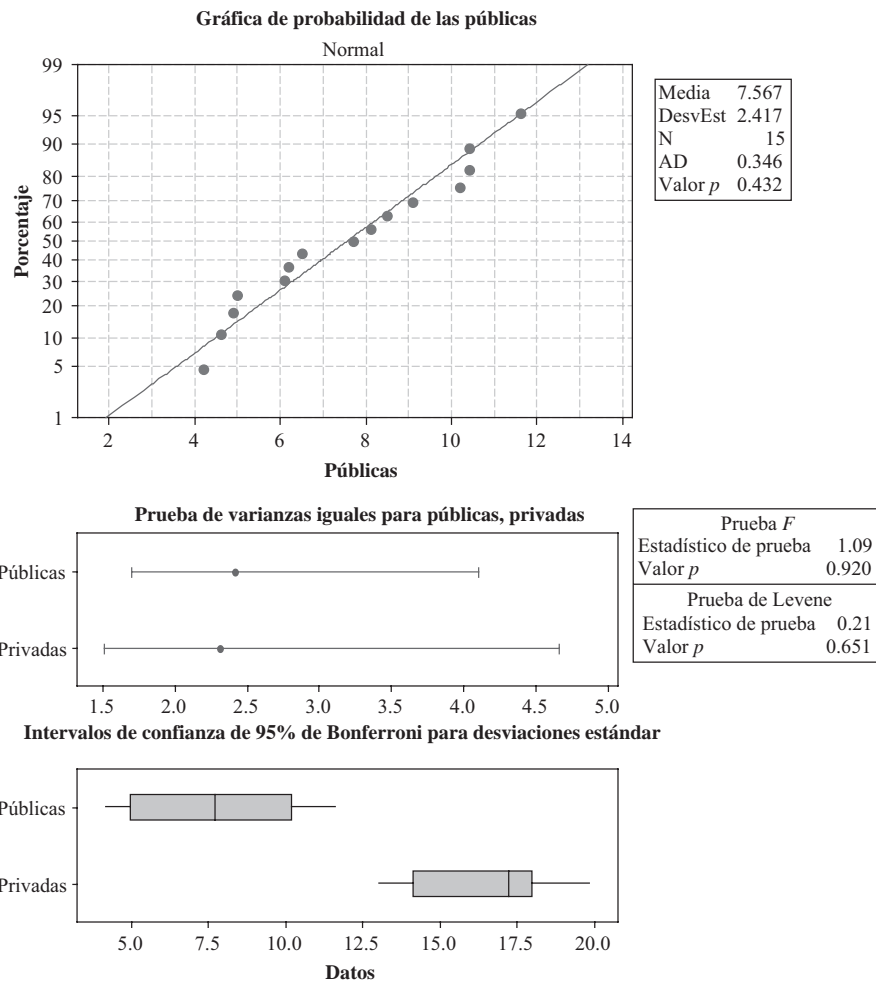 Gráfica de probabilidad de las públicas
Normal
99
95
90
80
70
60
50
40
30
20
10
5
1
Porcentaje
2 4 6 8 10 12 14
Públicas
Media 7.567
DesvEst 2.417
N 15
AD 0.346
Valor p 0.432
Prueba de varianzas iguales para públicas, privadas
Públicas
Privadas
1.5 2.0 2.5 3.0 3.5 4.0 4.5 5.0
Intervalos de confianza de 95% de Bonferroni para desviaciones estándar
Prueba F
Estadístico de prueba 1.09
Valor p 0.920
Prueba de Levene
Estadístico de prueba 0.21
Valor p 0.651
Públicas
Privadas
5.0 7.5 10.0 12.5 15.0 17.5 20.0
Datos